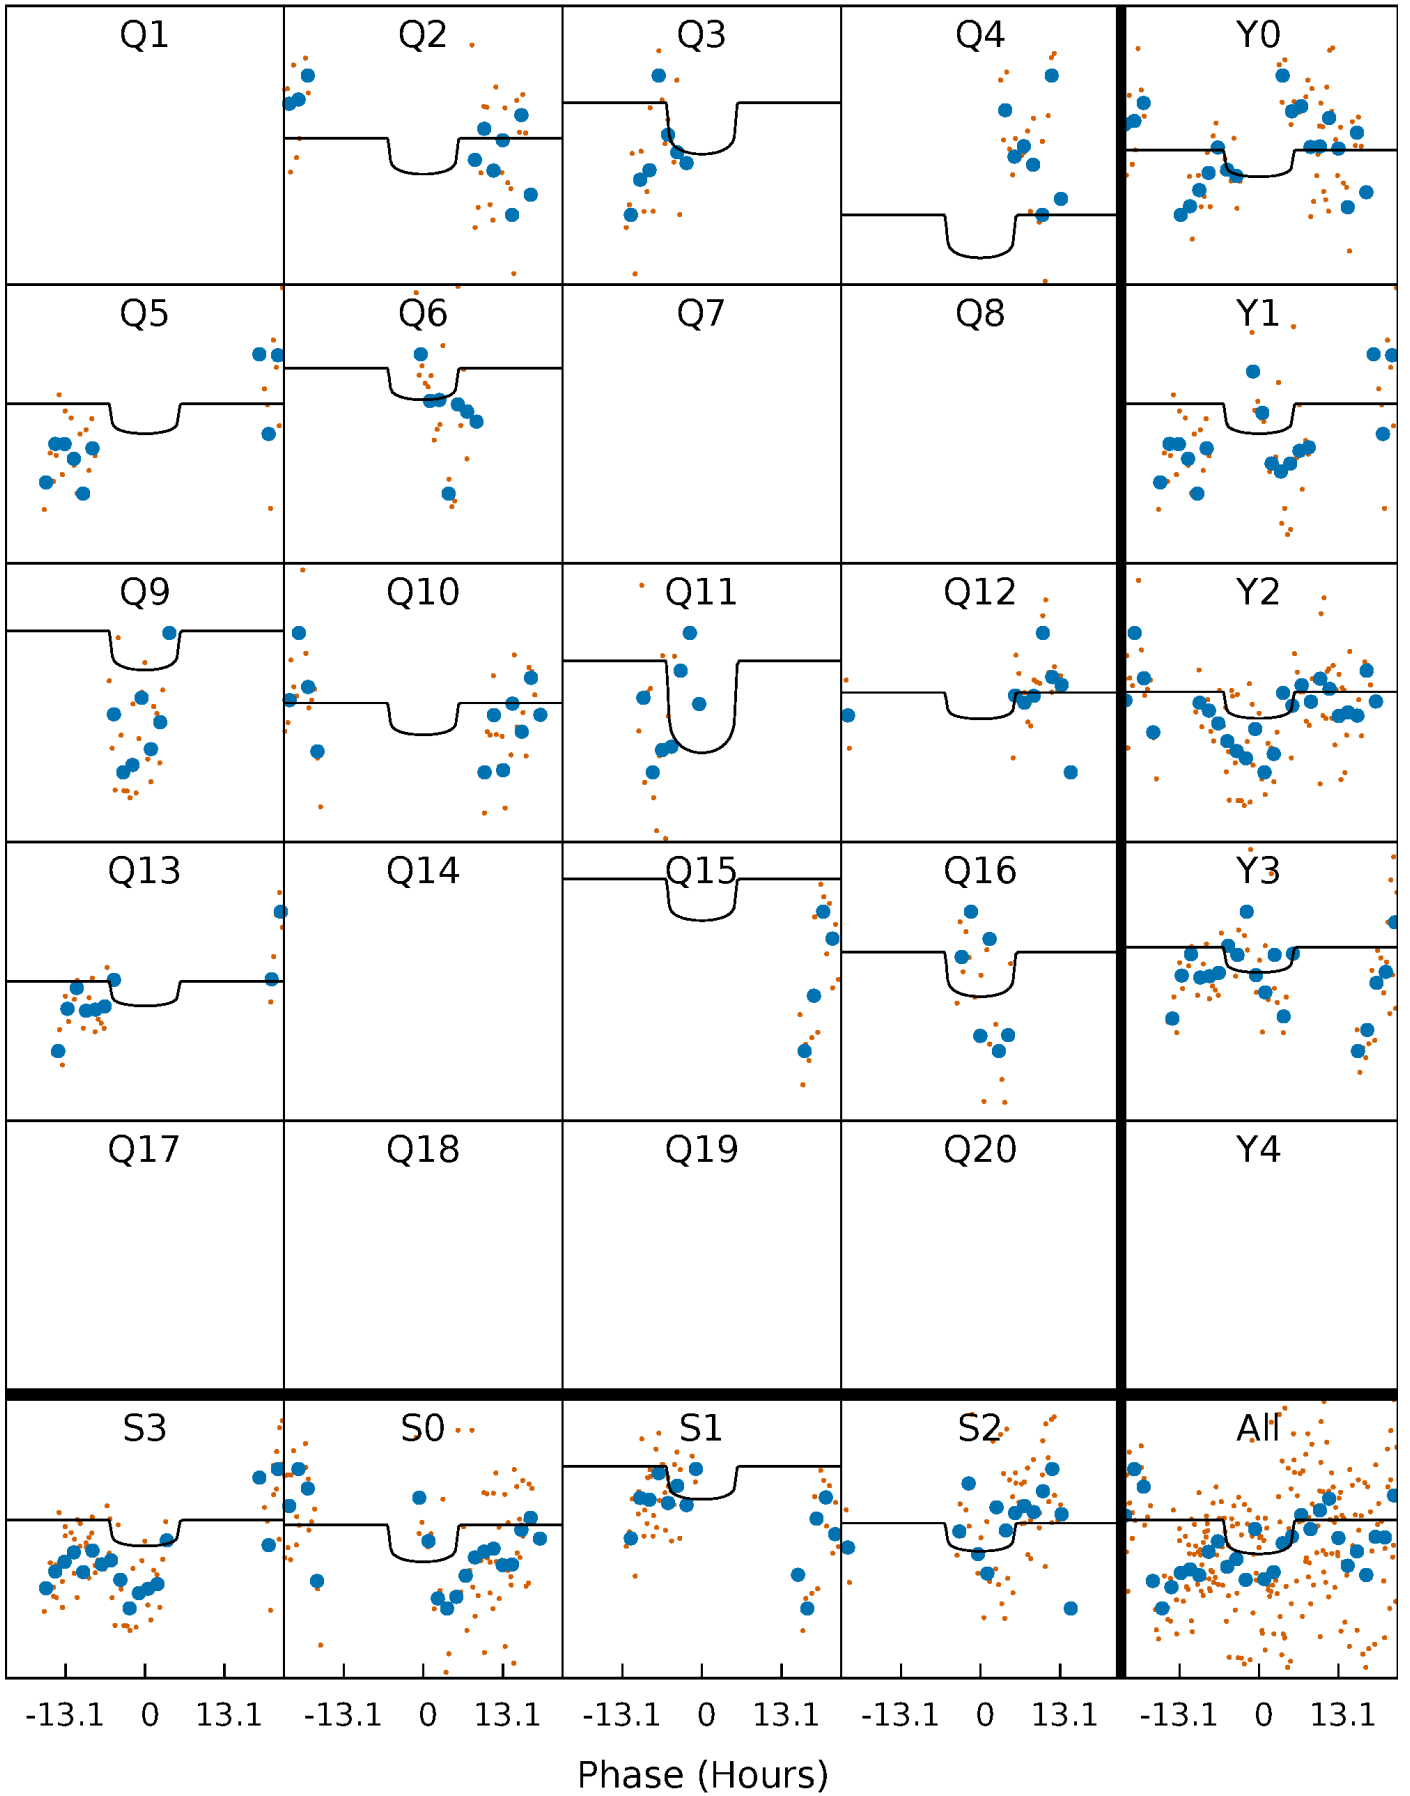 Q1 Q2 Q3 Q4 Y0
Q5 Q6 Q7 Q8 Y1
Q9 Q10 Q11 Q12 Y2
Q13 Q14 Q15 Q16 Y3
Q17 Q18 Q19 Q20 Y4
S3 S0 S1 S2 All
-13.1 0 13.1 -13.1 0 13.1 -13.1 0 13.1 -13.1 0 13.1 -13.1 0 13.1
Phase (Hours)